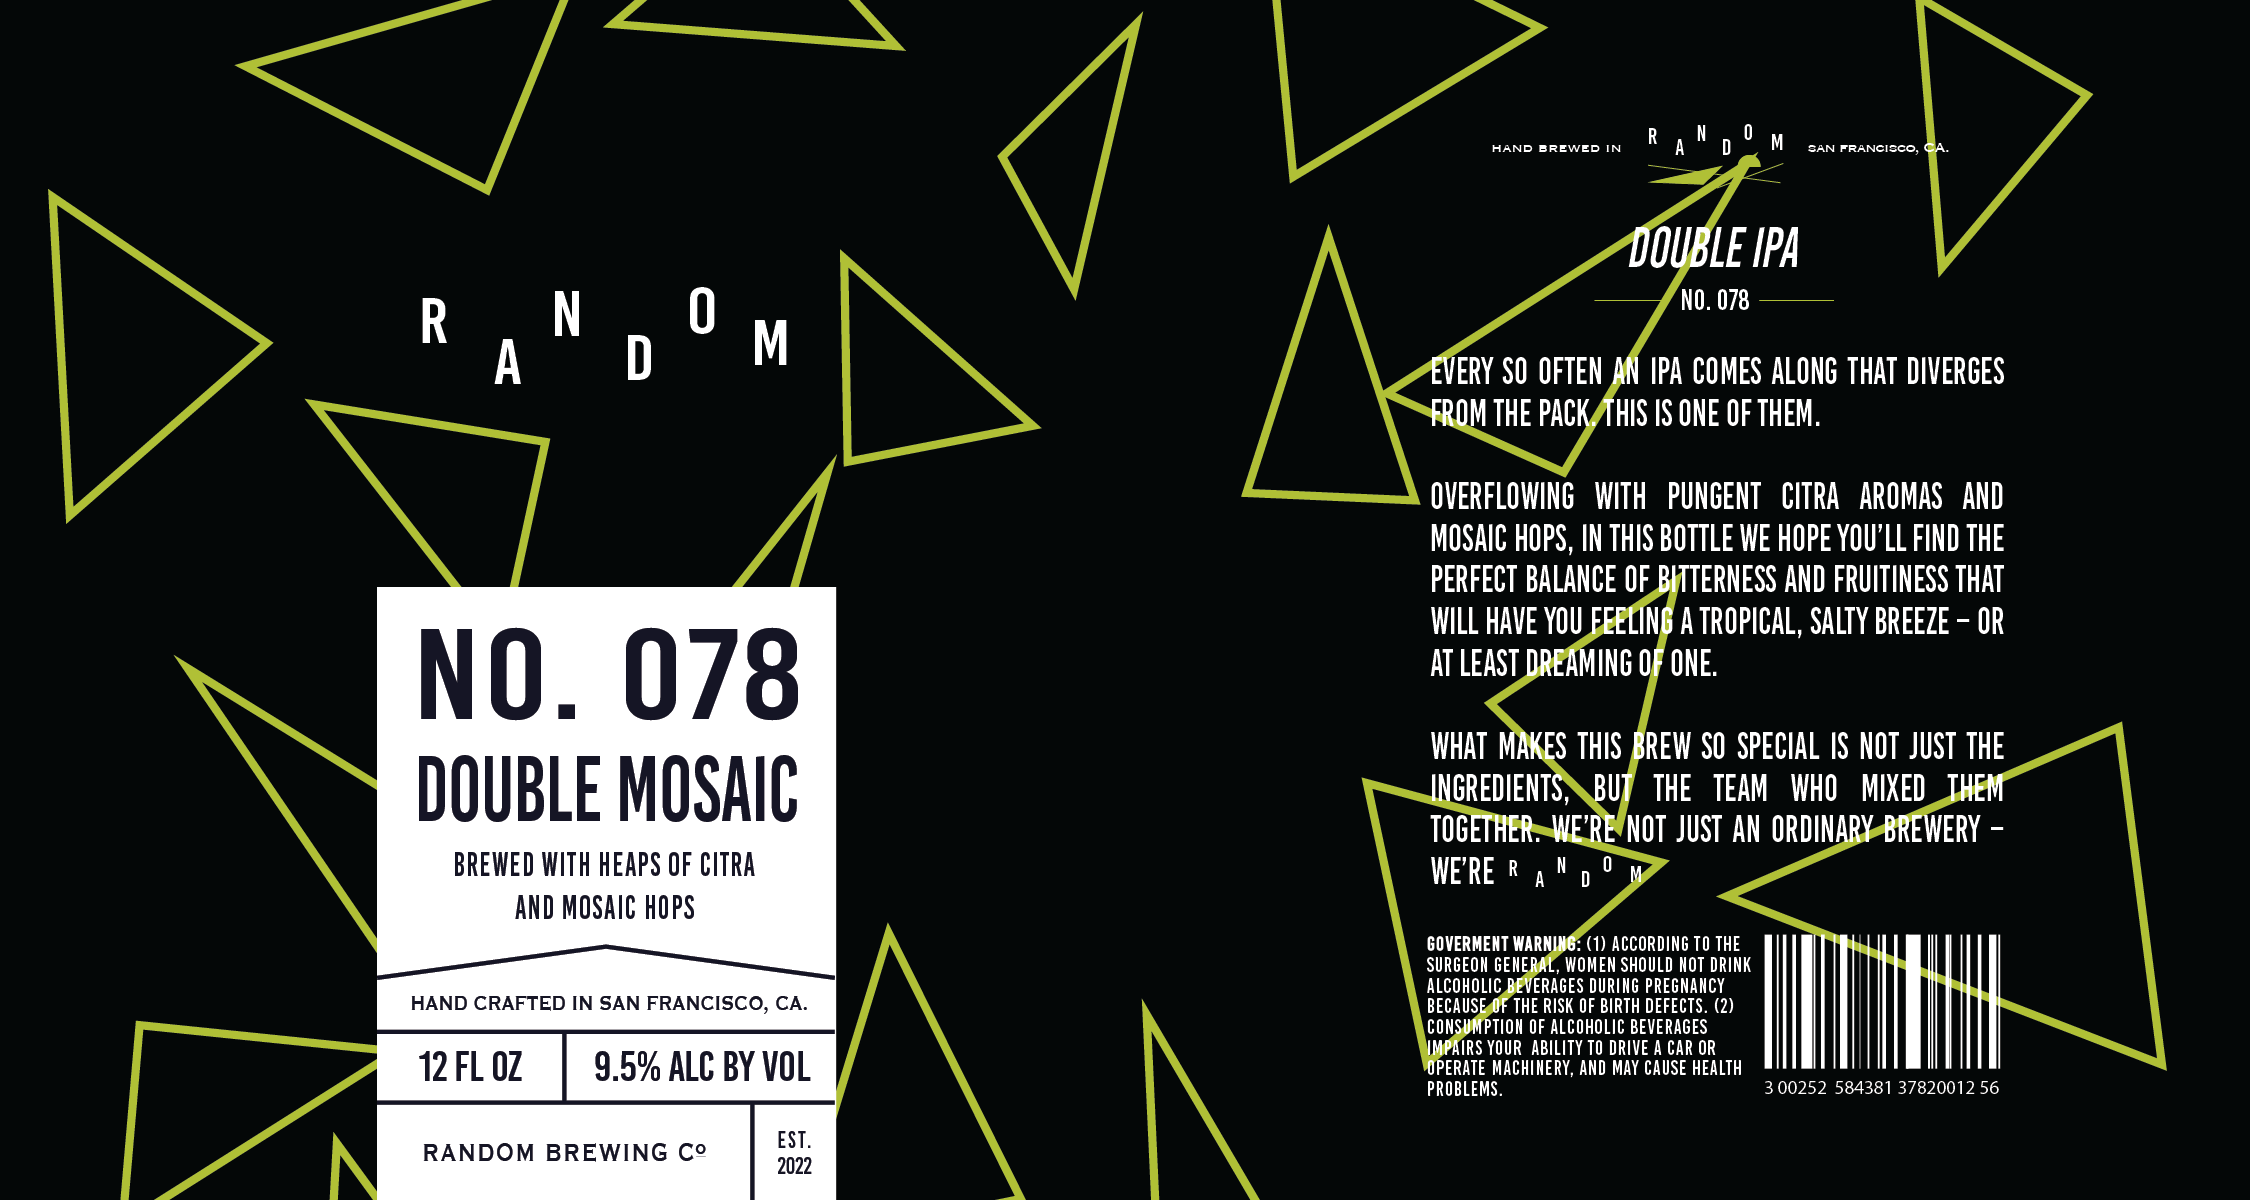 RANDOM
NO. 078
DOUBLE MOSAIC
BREWED WITH HEAPS OF CITRA
AND MOSAIC HOPS
HAND CRAFTED IN SAN FRANCISCO, CA.
12 FL OZ
9.5% ALC BY VOL
RANDOM BREWING Cº
EST.
2022
HAND BREWED IN RANDOM SAN FRANCISCO, CA.
DOUBLE IPA
NO. 078
EVERY SO OFTEN AN IPA COMES ALONG THAT DIVERGES
FROM THE PACK. THIS IS ONE OF THEM.
OVERFLOWING WITH PUNGENT CITRA AROMAS AND
MOSAIC HOPS, IN THIS BOTTLE WE HOPE YOU'LL FIND THE
PERFECT BALANCE OF BITTERNESS AND FRUITINESS THAT
WILL HAVE YOU FEELING A TROPICAL, SALTY BREEZE – OR
AT LEAST DREAMING OF ONE.
WHAT MAKES THIS BREW SO SPECIAL IS NOT JUST THE
INGREDIENTS, BUT THE TEAM WHO MIXED THEM
TOGETHER. WE'RE NOT JUST AN ORDINARY BREWERY –
WE'RE RANDOM
GOVERMENT WARNING: (1) ACCORDING TO THE
SURGEON GENERAL, WOMEN SHOULD NOT DRINK
ALCOHOLIC BEVERAGES DURING PREGNANCY
BECAUSE OF THE RISK OF BIRTH DEFECTS. (2)
CONSUMPTION OF ALCOHOLIC BEVERAGES
IMPAIRS YOUR ABILITY TO DRIVE A CAR OR
OPERATE MACHINERY, AND MAY CAUSE HEALTH
PROBLEMS.
3 00252 584381 37820012 56